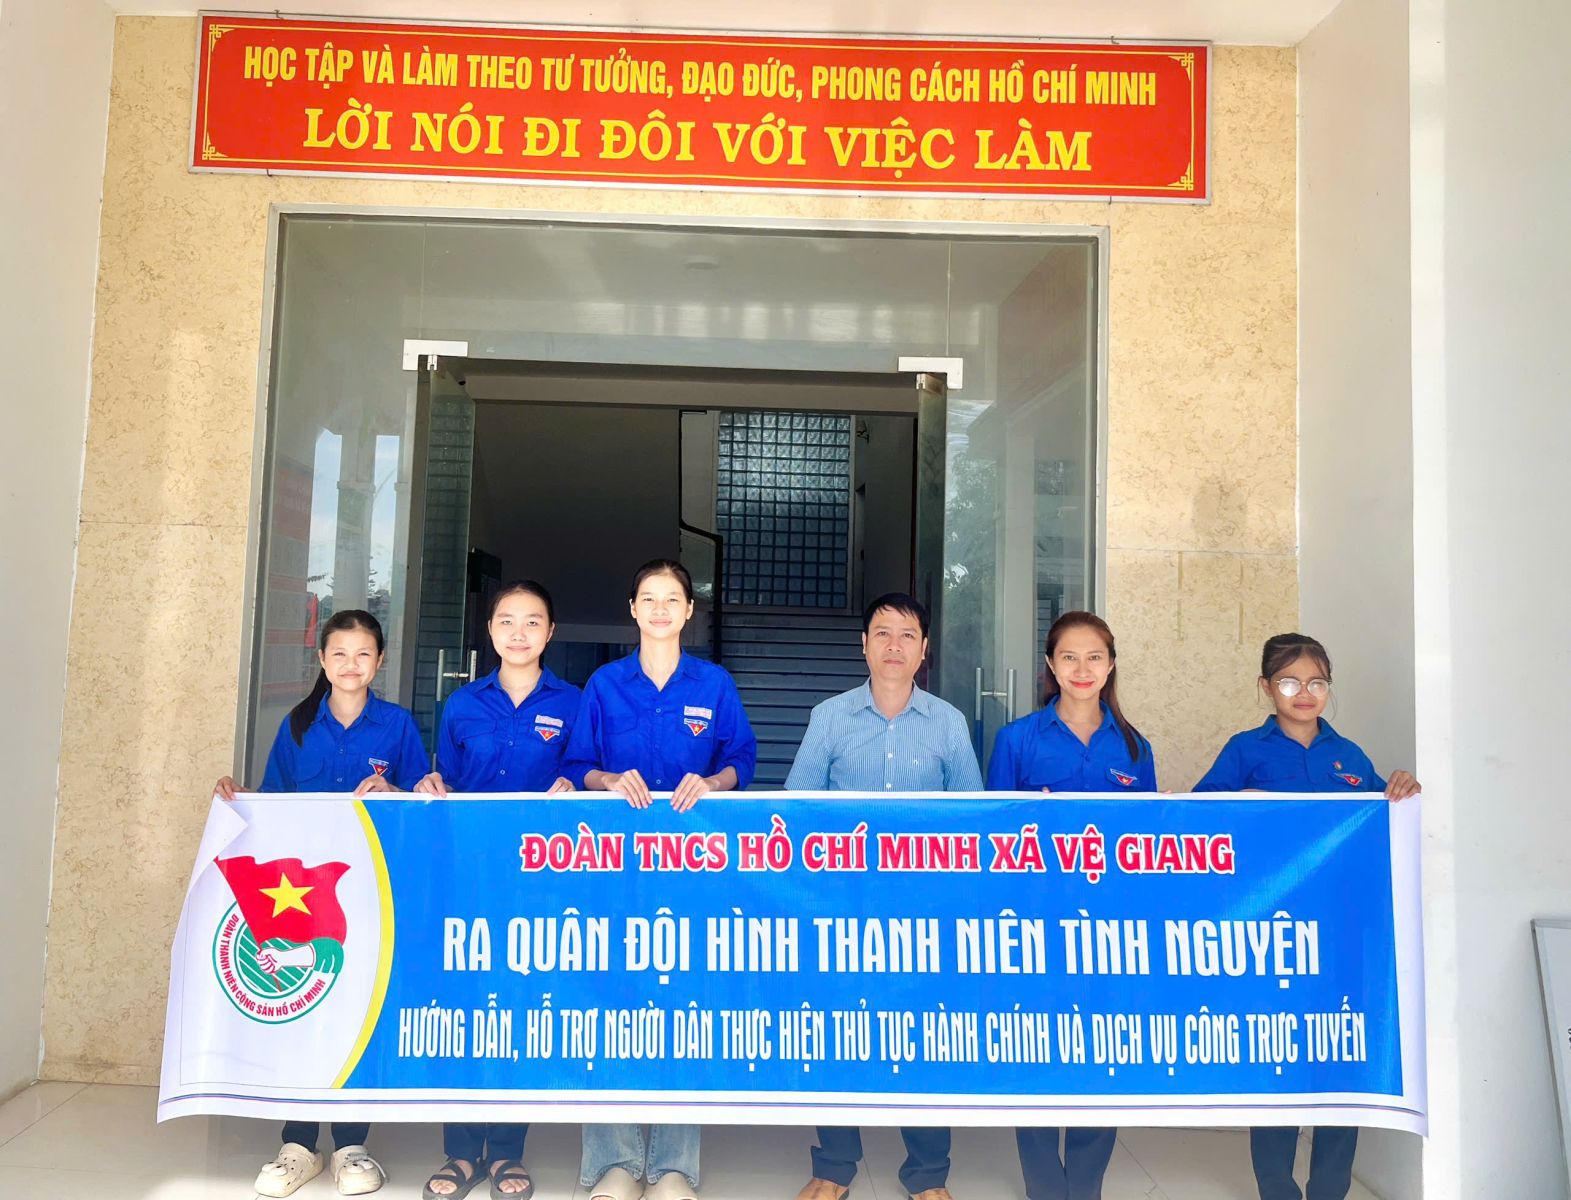 HỌC TẬP VÀ LÀM THEO TƯ TƯỞNG, ĐẠO ĐỨC, PHONG CÁCH HỒ CHÍ MINH
LỜI NÓI ĐI ĐÔI VỚI VIỆC LÀM
ĐOÀN TNCS HỒ CHÍ MINH XÃ VỆ GIANG
RA QUÂN ĐỘI HÌNH THANH NIÊN TÌNH NGUYỆN
HƯỚNG DẪN, HỖ TRỢ NGƯỜI DÂN THỰC HIỆN THỦ TỤC HÀNH CHÍNH VÀ DỊCH VỤ CÔNG TRỰC TUYẾN
ĐOÀN THANH NIÊN CỘNG SẢN HỒ CHÍ MINH